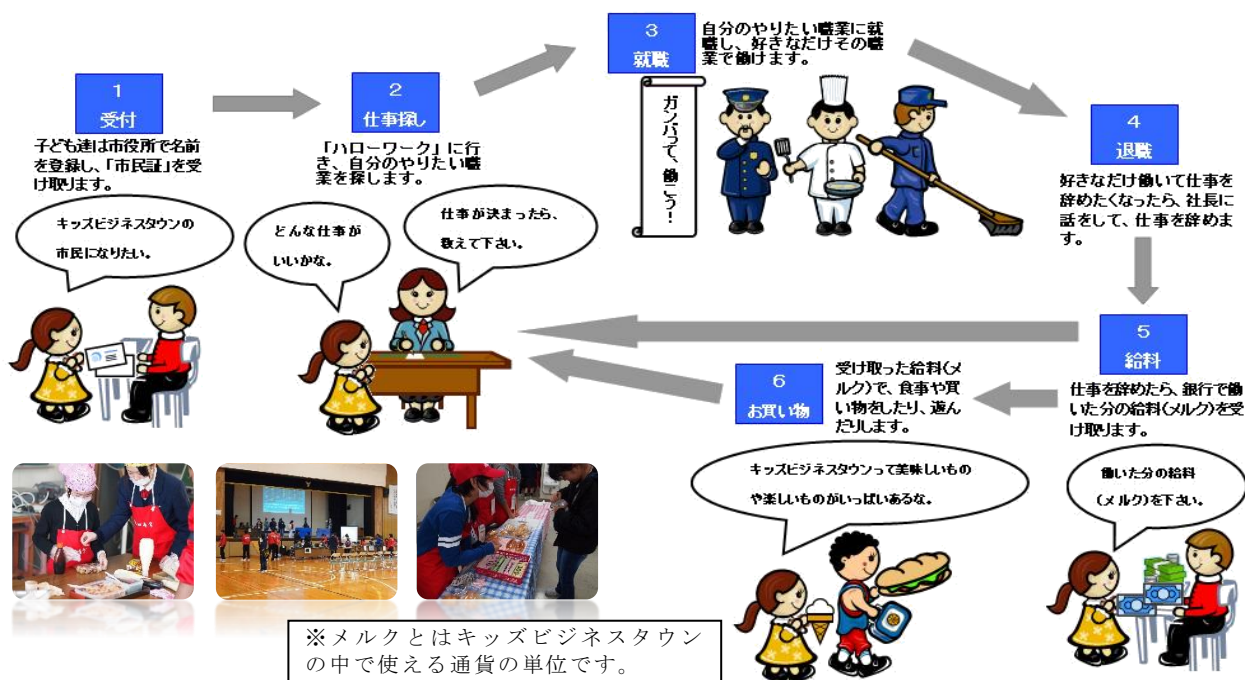 1
受付
子ども達は市役所で名前
を登録し、「市民証」を受
け取ります。
キッズビジネスタウンの
市民になりたい。
2
仕事探し
「ハローワーク」に行
き、自分のやりたい職
業を探します。
どんな仕事が
いいかな。
仕事が決まったら、
教えて下さい。
3
就職
自分のやりたい職業に就
職し、好きなだけその職
業で働けます。
ガンバって、働こう！
4
退職
好きなだけ働いて仕事を
辞めたくなったら、社長に
話をして、仕事を辞めま
す。
5
給料
仕事を辞めたら、銀行で働
いた分の給料(メルク)を受
け取ります。
働いた分の給料
(メルク)を下さい。
6
お買い物
受け取った給料(メ
ルク)で、食事や買
い物をしたり、遊ん
だりします。
キッズビジネスタウンって美味しいもの
や楽しいものがいっぱいあるな。
※メルクとはキッズビジネスタウン
の中で使える通貨の単位です。